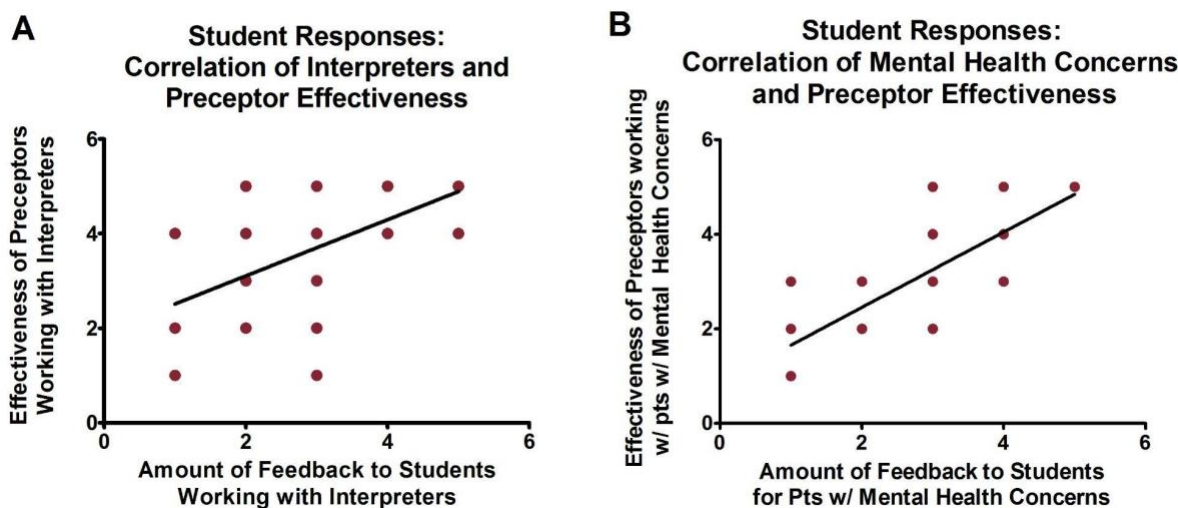 A
Student Responses:
Correlation of Interpreters and
Preceptor Effectiveness
Effectiveness of Preceptors
Working with Interpreters
6
4
2
0
0
2
4
6
Amount of Feedback to Students
Working with Interpreters
B
Student Responses:
Correlation of Mental Health Concerns
and Preceptor Effectiveness
Effectiveness of Preceptors working
w/ pts w/ Mental Health Concerns
6
4
2
0
0
2
4
6
Amount of Feedback to Students
for Pts w/ Mental Health Concerns